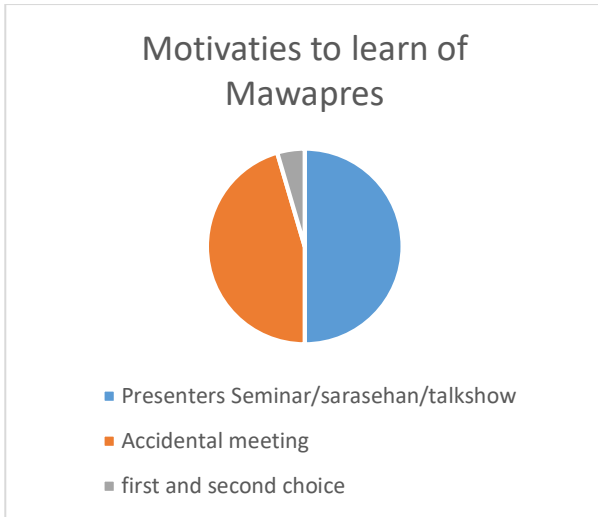 Motivaties to learn of
Mawapres
Presenters Seminar/sarasehan/talkshow
Accidental meeting
first and second choice